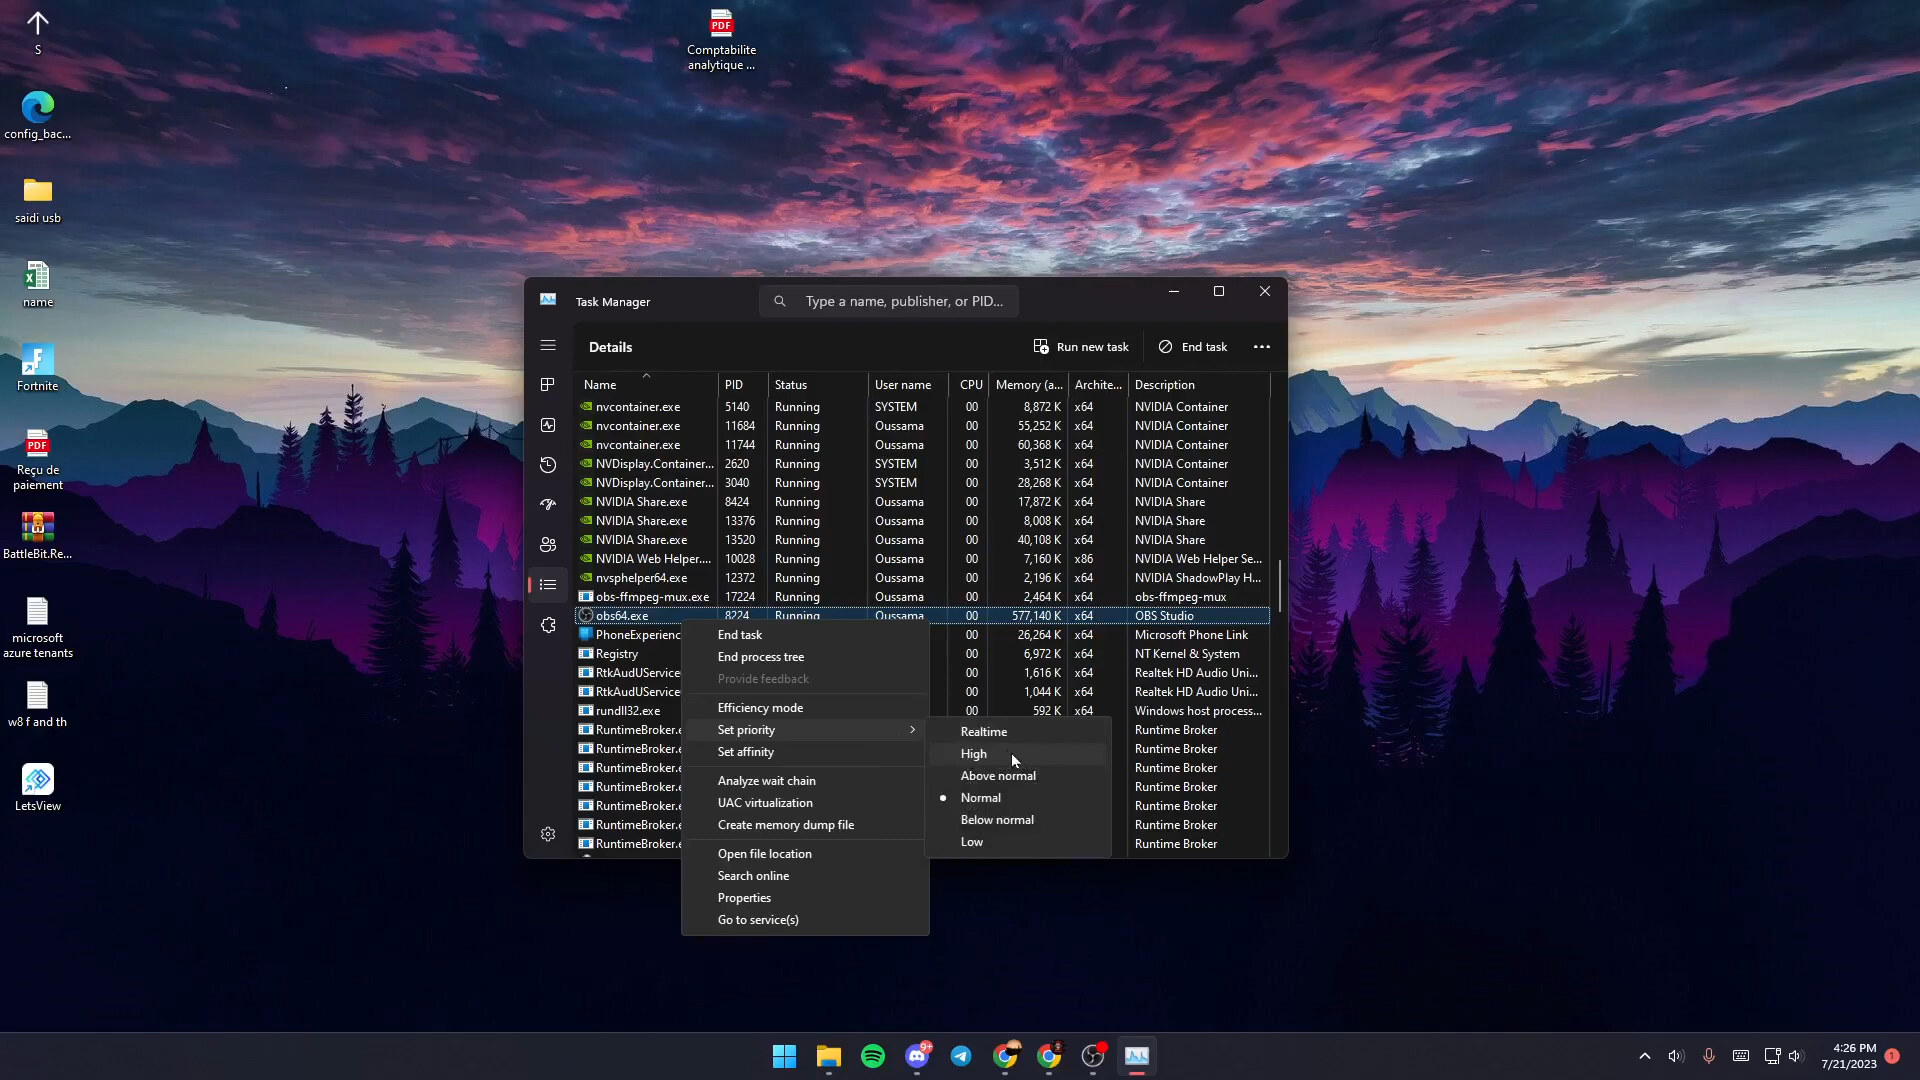 S
config_bac...
saidi usb
name
Fortnite
PDF
Reçu de
paiement
BattleBit.Re...
microsoft
azure tenants
w8 f and th
LetsView
PDF
Comptabilite
analytique ...
Task Manager
Type a name, publisher, or PID...
Details
Run new task
End task
Name PID Status User name CPU Memory (a... Archite... Description
nvcontainer.exe 5140 Running SYSTEM 00 8,872 K x64 NVIDIA Container
nvcontainer.exe 11684 Running Oussama 00 55,252 K x64 NVIDIA Container
nvcontainer.exe 11744 Running Oussama 00 60,368 K x64 NVIDIA Container
NVDisplay.Container... 2620 Running SYSTEM 00 3,512 K x64 NVIDIA Container
NVDisplay.Container... 3040 Running SYSTEM 00 28,268 K x64 NVIDIA Container
NVIDIA Share.exe 8424 Running Oussama 00 17,872 K x64 NVIDIA Share
NVIDIA Share.exe 13376 Running Oussama 00 8,008 K x64 NVIDIA Share
NVIDIA Share.exe 13520 Running Oussama 00 40,108 K x64 NVIDIA Share
NVIDIA Web Helper.... 10028 Running Oussama 00 7,160 K x86 NVIDIA Web Helper Se...
nvsphelper64.exe 12372 Running Oussama 00 2,196 K x64 NVIDIA ShadowPlay H...
obs-ffmpeg-mux.exe 17224 Running Oussama 00 2,464 K x64 obs-ffmpeg-mux
obs64.exe 8224 Running Oussama 00 577,140 K x64 OBS Studio
PhoneExperienc 00 26,264 K x64 Microsoft Phone Link
Registry 00 6,972 K x64 NT Kernel & System
RtkAudUService 00 1,616 K x64 Realtek HD Audio Uni...
RtkAudUService 00 1,044 K x64 Realtek HD Audio Uni...
rundll32.exe 00 592 K x64 Windows host process...
RuntimeBroker.e Runtime Broker
RuntimeBroker.e Runtime Broker
RuntimeBroker.e Runtime Broker
RuntimeBroker.e Runtime Broker
RuntimeBroker.e Runtime Broker
RuntimeBroker.e Runtime Broker
RuntimeBroker.e Runtime Broker
End task
End process tree
Provide feedback
Efficiency mode
Set priority
Set affinity
Analyze wait chain
UAC virtualization
Create memory dump file
Open file location
Search online
Properties
Go to service(s)
Realtime
High
Above normal
Normal
Below normal
Low
9+
4:26 PM
7/21/2023
1